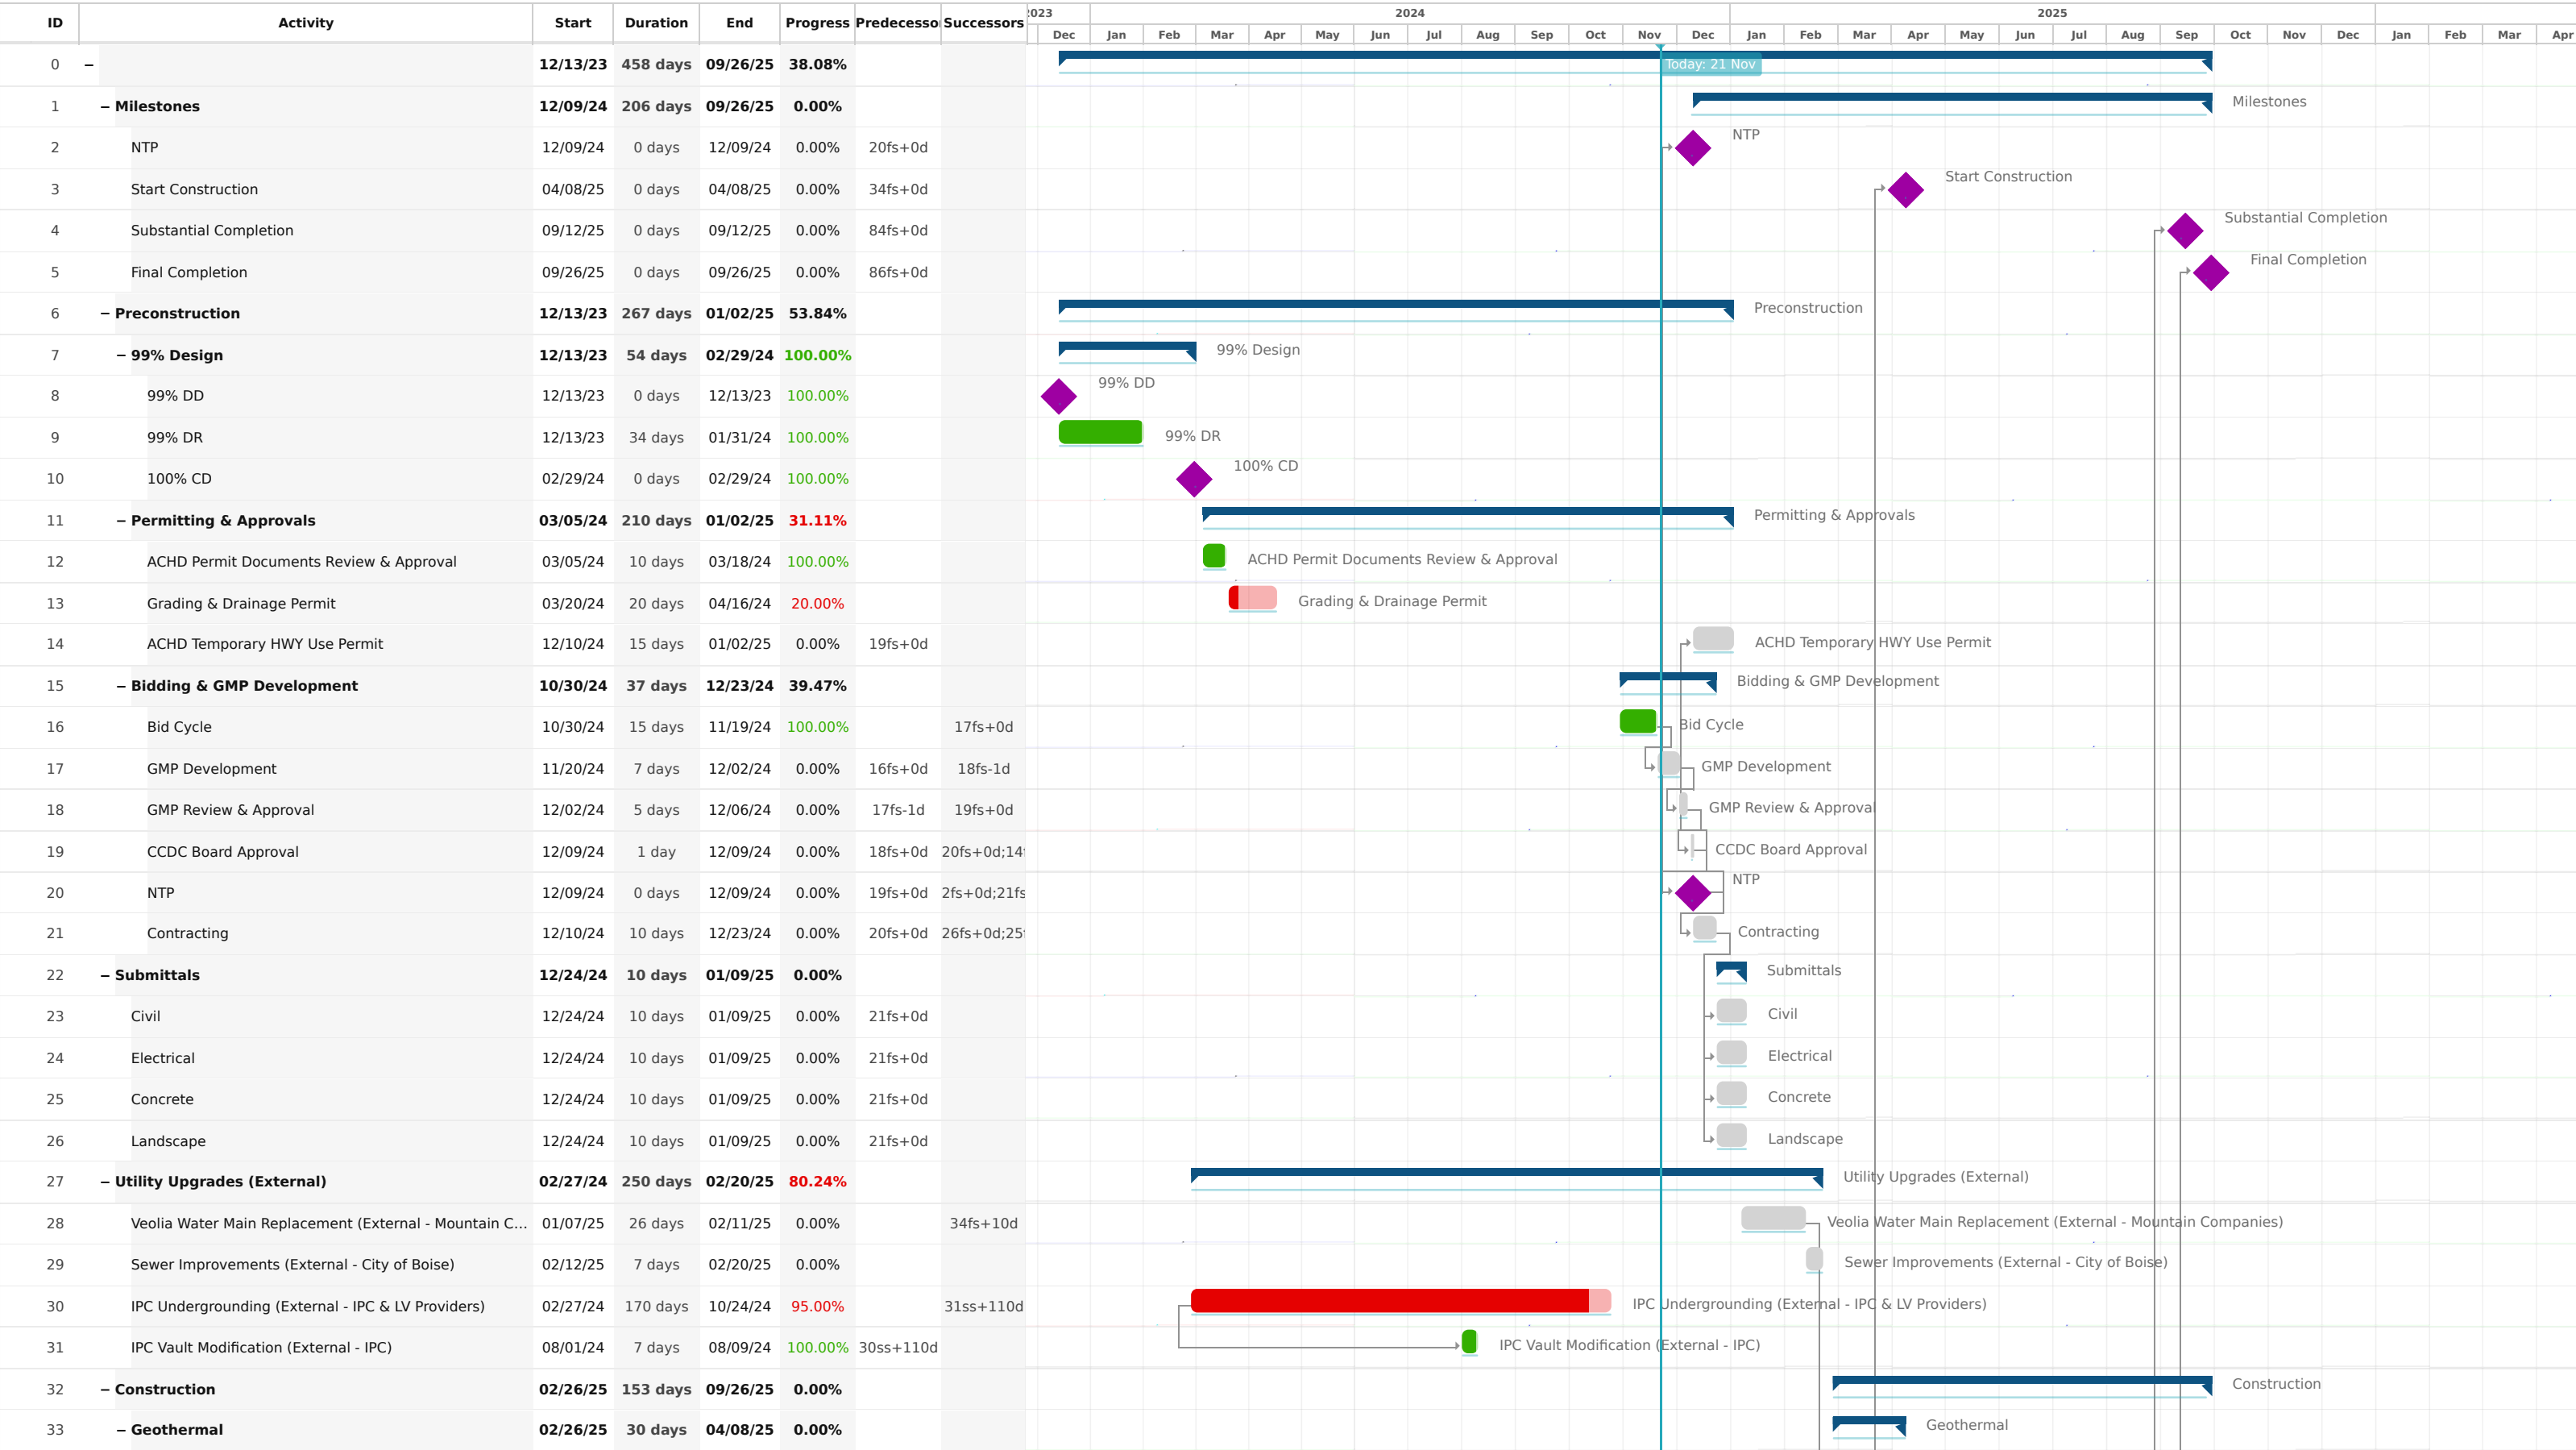 ID Activity Start Duration End Progress Predecessor Successors 2023 2024 2025
Dec Jan Feb Mar Apr May Jun Jul Aug Sep Oct Nov Dec Jan Feb Mar Apr May Jun Jul Aug Sep Oct Nov Dec Jan Feb Mar Apr
0 − 12/13/23 458 days 09/26/25 38.08% Today: 21 Nov
1 − Milestones 12/09/24 206 days 09/26/25 0.00% Milestones
2 NTP 12/09/24 0 days 12/09/24 0.00% 20fs+0d NTP
3 Start Construction 04/08/25 0 days 04/08/25 0.00% 34fs+0d Start Construction
4 Substantial Completion 09/12/25 0 days 09/12/25 0.00% 84fs+0d Substantial Completion
5 Final Completion 09/26/25 0 days 09/26/25 0.00% 86fs+0d Final Completion
6 − Preconstruction 12/13/23 267 days 01/02/25 53.84% Preconstruction
7 − 99% Design 12/13/23 54 days 02/29/24 100.00% 99% Design
8 99% DD 12/13/23 0 days 12/13/23 100.00% 99% DD
9 99% DR 12/13/23 34 days 01/31/24 100.00% 99% DR
10 100% CD 02/29/24 0 days 02/29/24 100.00% 100% CD
11 − Permitting & Approvals 03/05/24 210 days 01/02/25 31.11% Permitting & Approvals
12 ACHD Permit Documents Review & Approval 03/05/24 10 days 03/18/24 100.00% ACHD Permit Documents Review & Approval
13 Grading & Drainage Permit 03/20/24 20 days 04/16/24 20.00% Grading & Drainage Permit
14 ACHD Temporary HWY Use Permit 12/10/24 15 days 01/02/25 0.00% 19fs+0d ACHD Temporary HWY Use Permit
15 − Bidding & GMP Development 10/30/24 37 days 12/23/24 39.47% Bidding & GMP Development
16 Bid Cycle 10/30/24 15 days 11/19/24 100.00% 17fs+0d Bid Cycle
17 GMP Development 11/20/24 7 days 12/02/24 0.00% 16fs+0d 18fs-1d GMP Development
18 GMP Review & Approval 12/02/24 5 days 12/06/24 0.00% 17fs-1d 19fs+0d GMP Review & Approval
19 CCDC Board Approval 12/09/24 1 day 12/09/24 0.00% 18fs+0d 20fs+0d;14f CCDC Board Approval
20 NTP 12/09/24 0 days 12/09/24 0.00% 19fs+0d 2fs+0d;21fs NTP
21 Contracting 12/10/24 10 days 12/23/24 0.00% 20fs+0d 26fs+0d;25f Contracting
22 − Submittals 12/24/24 10 days 01/09/25 0.00% Submittals
23 Civil 12/24/24 10 days 01/09/25 0.00% 21fs+0d Civil
24 Electrical 12/24/24 10 days 01/09/25 0.00% 21fs+0d Electrical
25 Concrete 12/24/24 10 days 01/09/25 0.00% 21fs+0d Concrete
26 Landscape 12/24/24 10 days 01/09/25 0.00% 21fs+0d Landscape
27 − Utility Upgrades (External) 02/27/24 250 days 02/20/25 80.24% Utility Upgrades (External)
28 Veolia Water Main Replacement (External - Mountain C... 01/07/25 26 days 02/11/25 0.00% 34fs+10d Veolia Water Main Replacement (External - Mountain Companies)
29 Sewer Improvements (External - City of Boise) 02/12/25 7 days 02/20/25 0.00% Sewer Improvements (External - City of Boise)
30 IPC Undergrounding (External - IPC & LV Providers) 02/27/24 170 days 10/24/24 95.00% 31ss+110d IPC Undergrounding (External - IPC & LV Providers)
31 IPC Vault Modification (External - IPC) 08/01/24 7 days 08/09/24 100.00% 30ss+110d IPC Vault Modification (External - IPC)
32 − Construction 02/26/25 153 days 09/26/25 0.00% Construction
33 − Geothermal 02/26/25 30 days 04/08/25 0.00% Geothermal